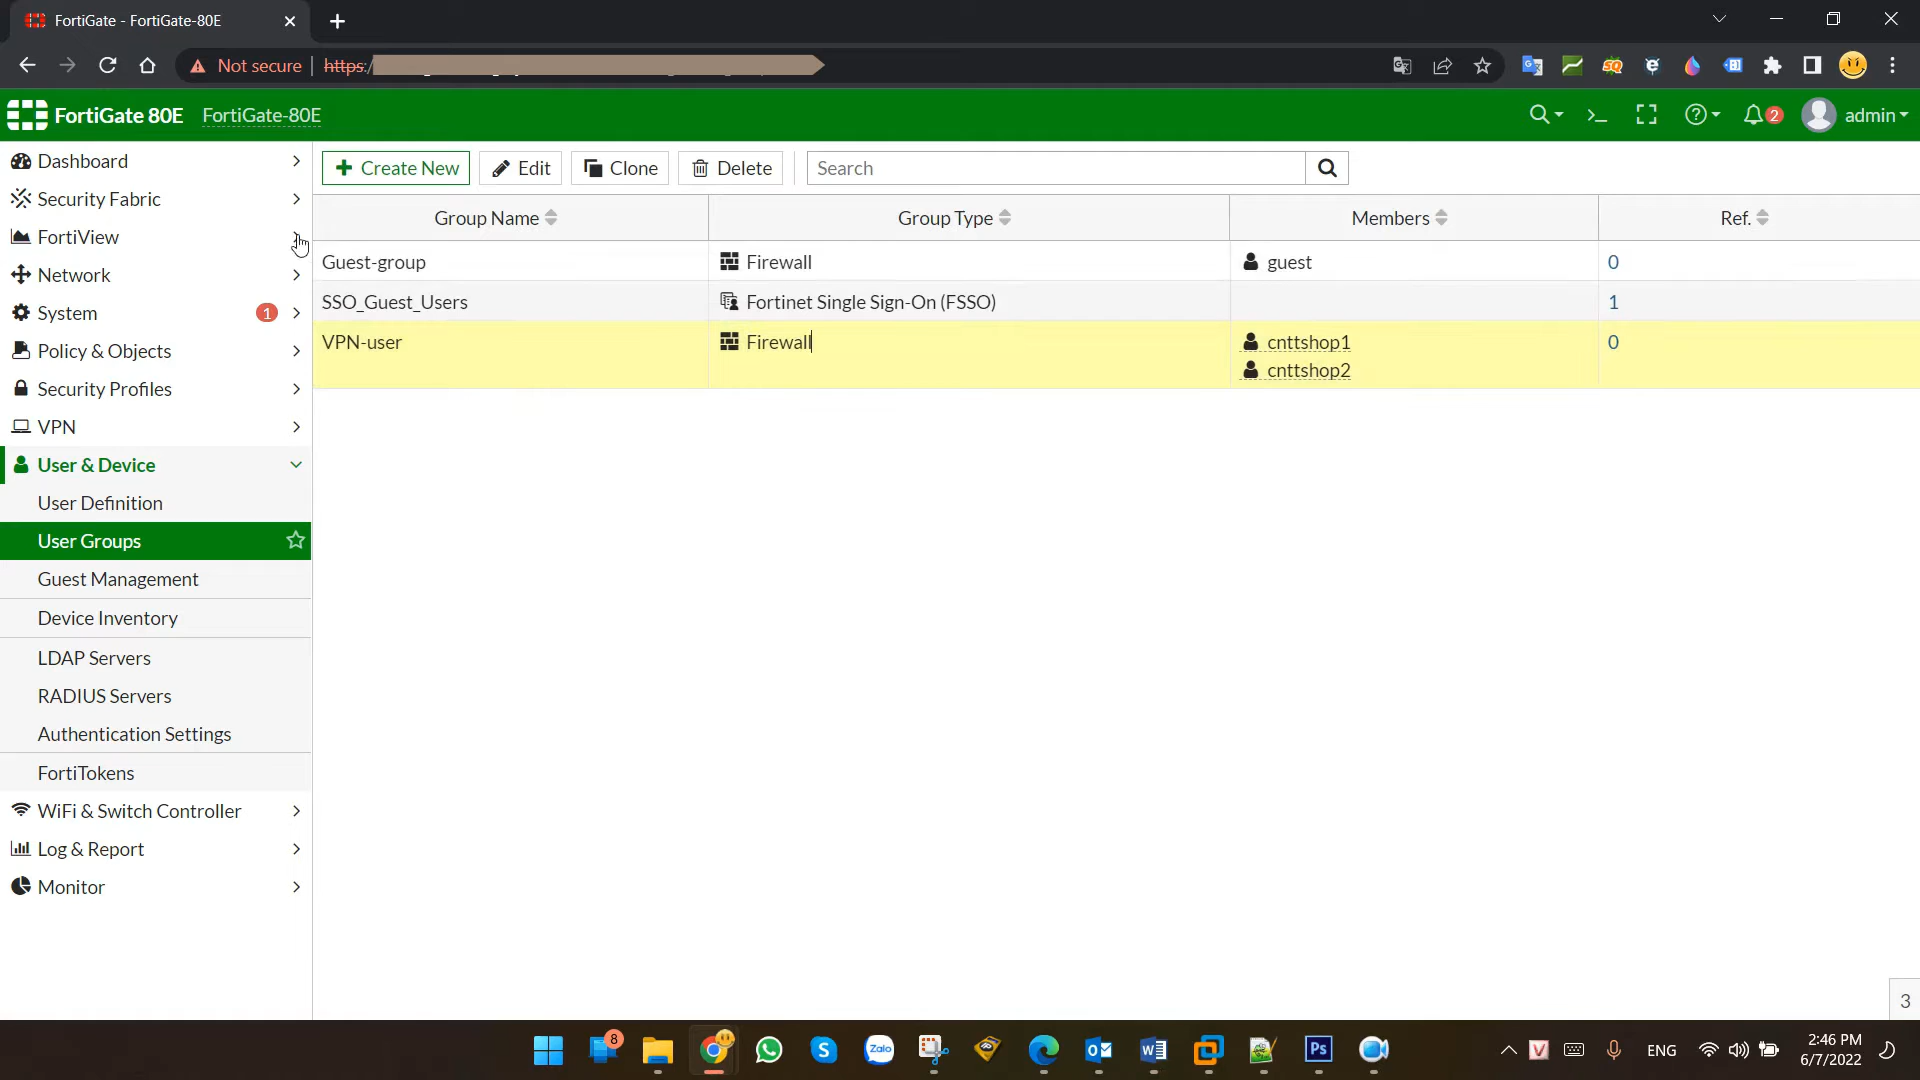 FortiGate - FortiGate-80E
Not secure | https:/
FortiGate 80E FortiGate-80E
2 admin
Dashboard
Security Fabric
FortiView
Network
System 1
Policy & Objects
Security Profiles
VPN
User & Device
User Definition
User Groups
Guest Management
Device Inventory
LDAP Servers
RADIUS Servers
Authentication Settings
FortiTokens
WiFi & Switch Controller
Log & Report
Monitor
Create New Edit Clone Delete Search
Group Name Group Type Members Ref.
Guest-group Firewall guest 0
SSO_Guest_Users Fortinet Single Sign-On (FSSO) 1
VPN-user Firewall cnttshop1 0
cnttshop2
3
8
Zalo
Ps
V
ENG
2:46 PM
6/7/2022